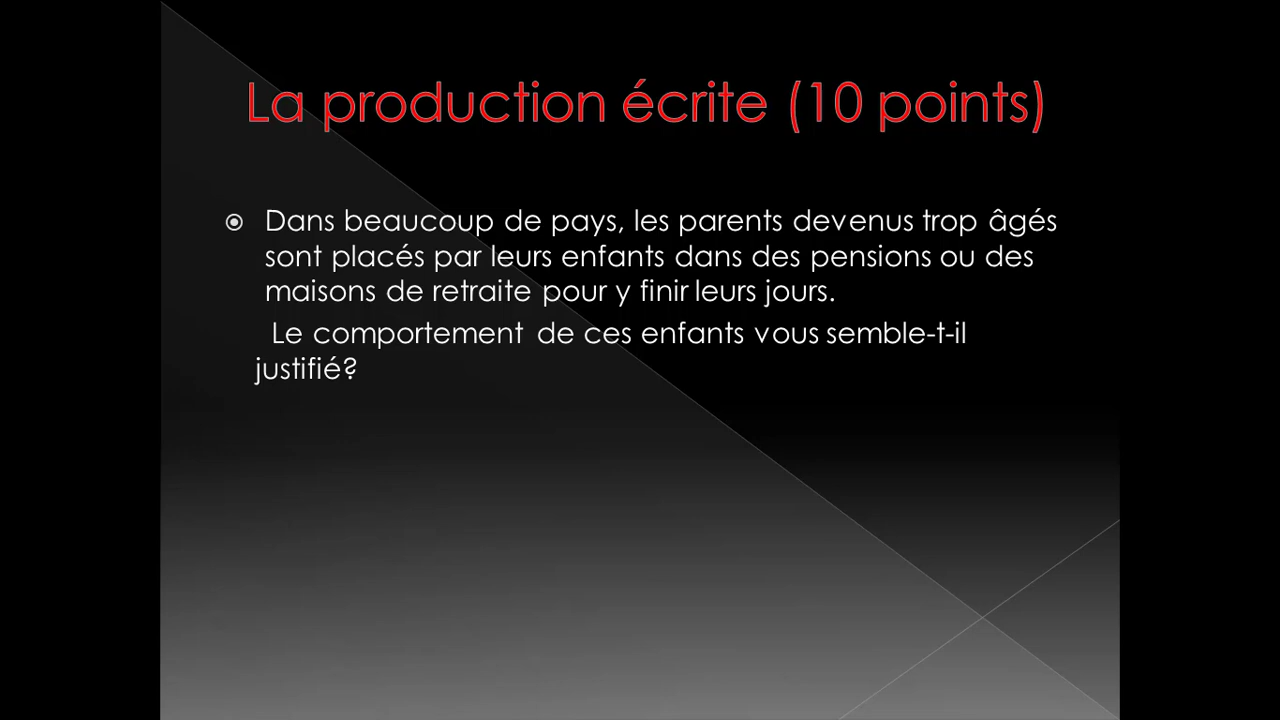 La production écrite (10 points)
Dans beaucoup de pays, les parents devenus trop âgés
sont placés par leurs enfants dans des pensions ou des
maisons de retraite pour y finir leurs jours.
Le comportement de ces enfants vous semble-t-il
justifié?